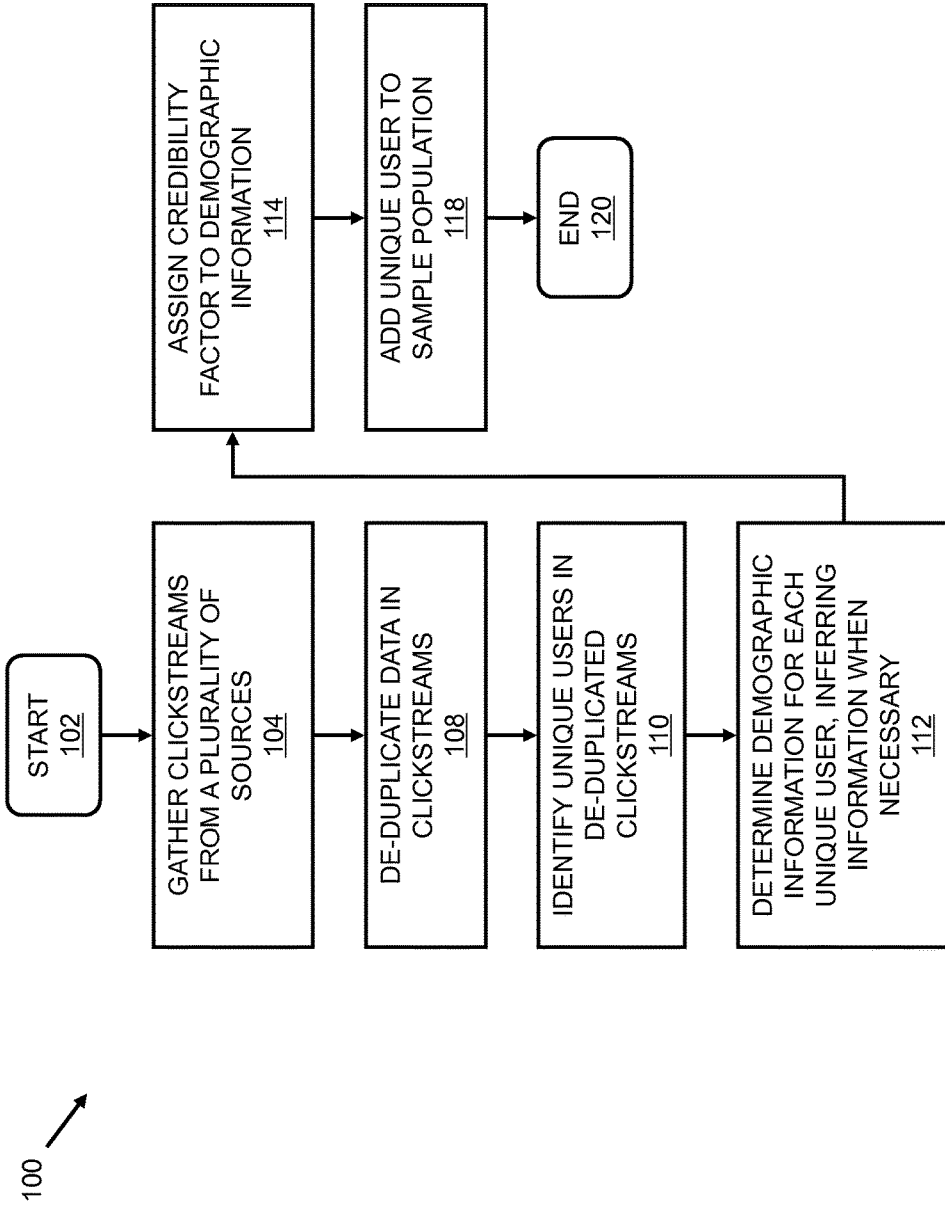 100
START
102
GATHER CLICKSTREAMS
FROM A PLURALITY OF
SOURCES
104
DE-DUPLICATE DATA IN
CLICKSTREAMS
108
IDENTIFY UNIQUE USERS IN
DE-DUPLICATED
CLICKSTREAMS
110
DETERMINE DEMOGRAPHIC
INFORMATION FOR EACH
UNIQUE USER, INFERRING
INFORMATION WHEN
NECESSARY
112
ASSIGN CREDIBILITY
FACTOR TO DEMOGRAPHIC
INFORMATION
114
ADD UNIQUE USER TO
SAMPLE POPULATION
118
END
120